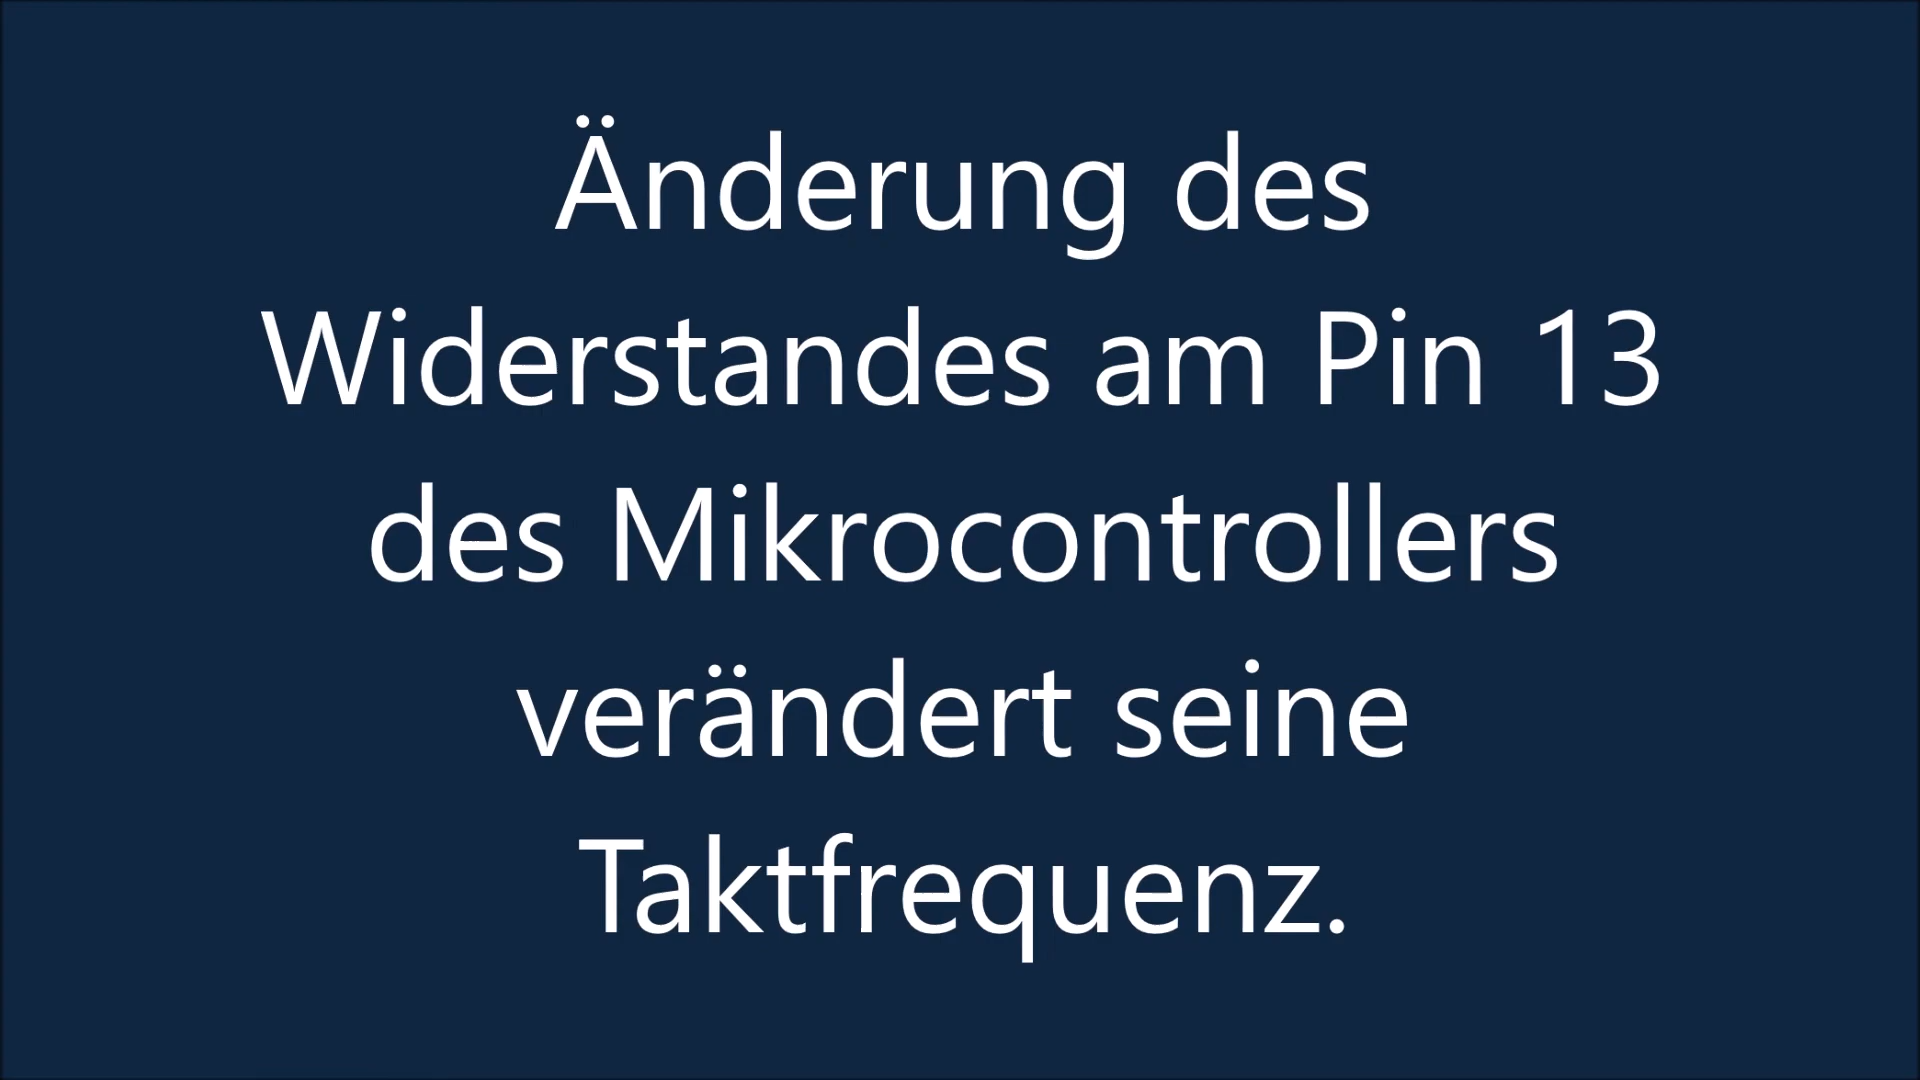 Änderung des
Widerstandes am Pin 13
des Mikrocontrollers
verändert seine
Taktfrequenz.